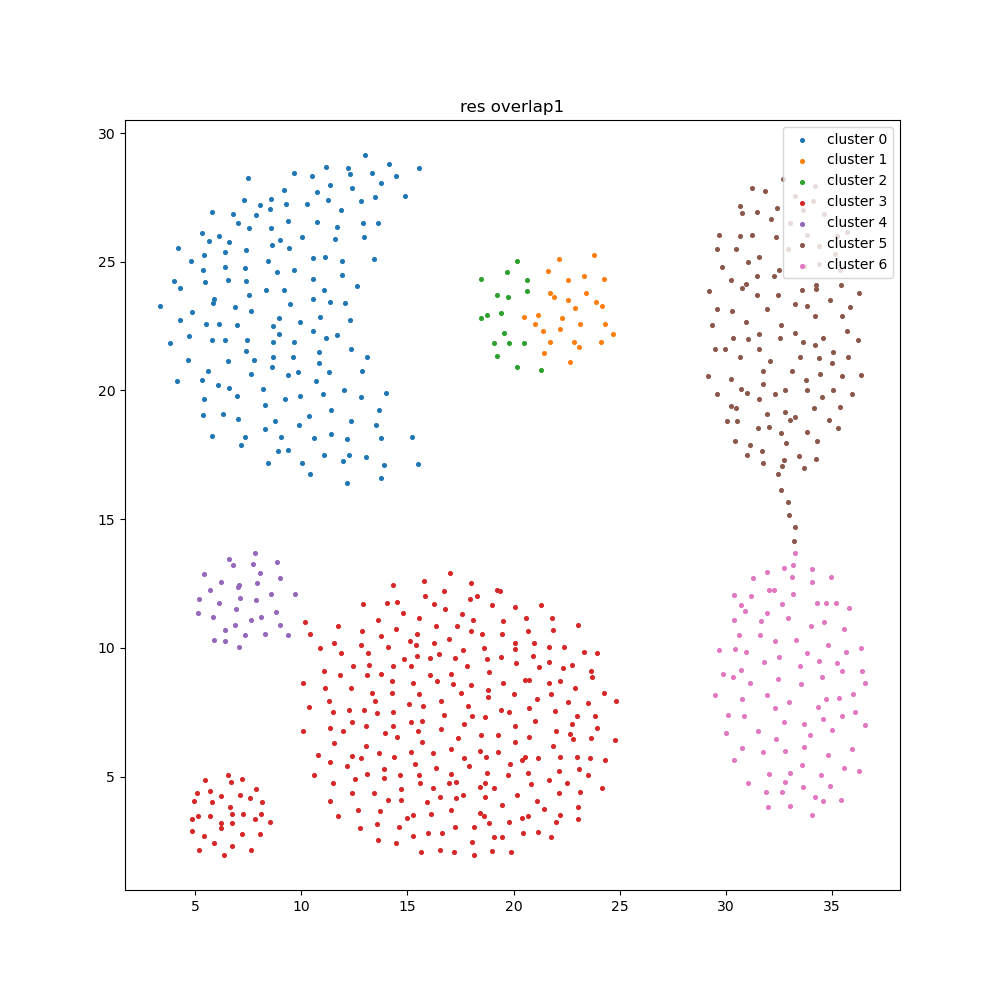 res overlap1
30
25
20
15
10
5
5
10
15
20
25
30
35
cluster 0
cluster 1
cluster 2
cluster 3
cluster 4
cluster 5
cluster 6